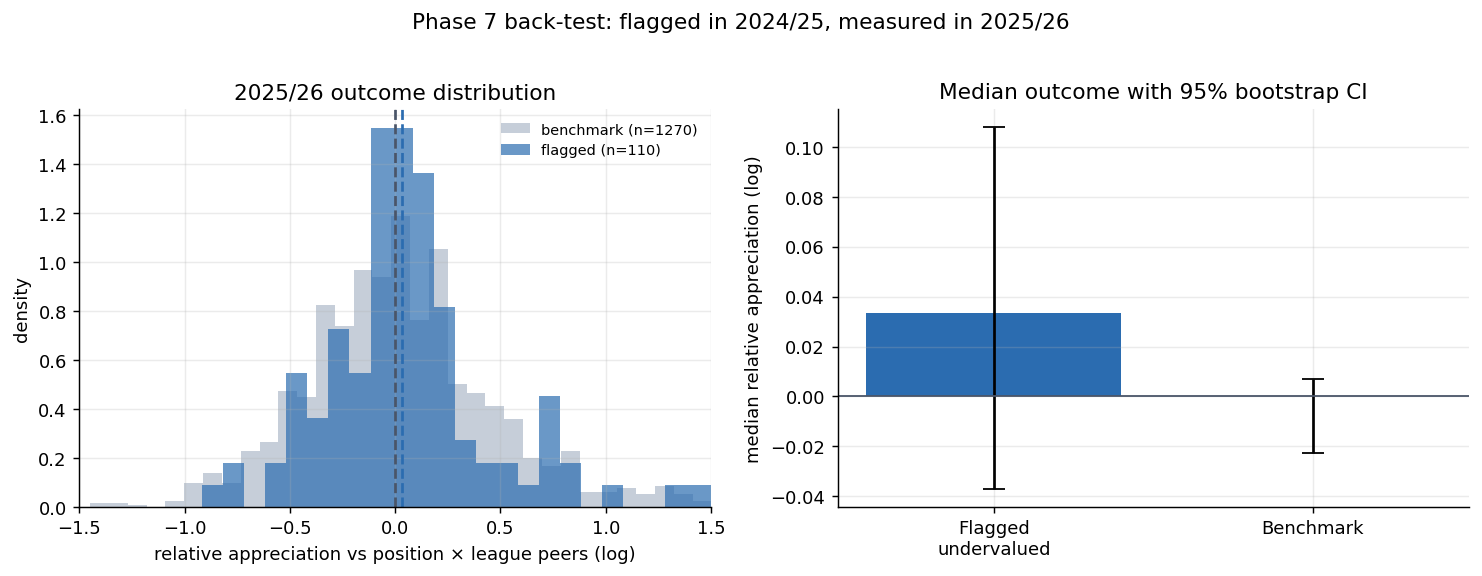 Phase 7 back-test: flagged in 2024/25, measured in 2025/26
2025/26 outcome distribution
density
1.6
1.4
1.2
1.0
0.8
0.6
0.4
0.2
0.0
benchmark (n=1270)
flagged (n=110)
−1.5
−1.0
−0.5
0.0
0.5
1.0
1.5
relative appreciation vs position × league peers (log)
Median outcome with 95% bootstrap CI
median relative appreciation (log)
0.10
0.08
0.06
0.04
0.02
0.00
−0.02
−0.04
Flagged
undervalued
Benchmark